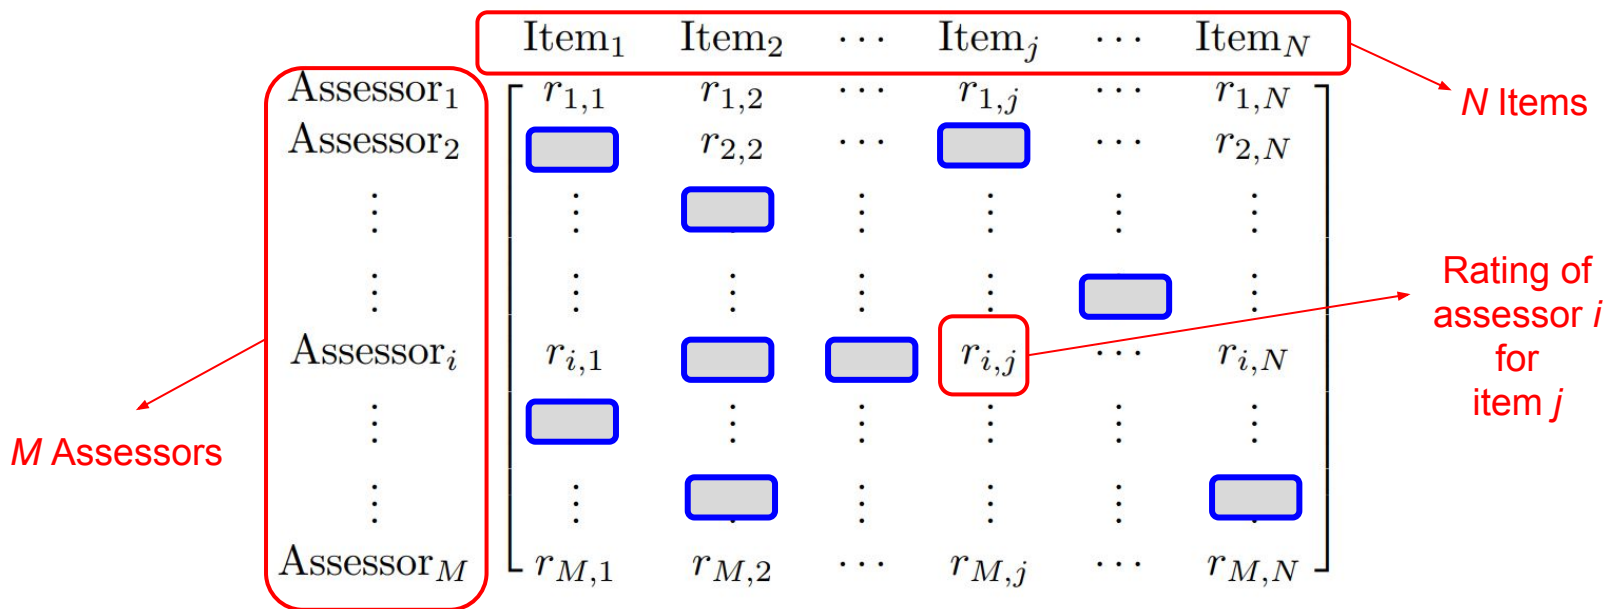 Item₁ Item₂ ··· Itemⱼ ··· Item_N
Assessor₁ r₁,₁ r₁,₂ ··· r₁,ⱼ ··· r₁,N
N Items
Assessor₂ r₂,₂ ··· ··· r₂,N
⋮ ⋮ ⋮ ⋮ ⋮ ⋮
⋮ ⋮ ⋮ ⋮ ⋮ ⋮
Rating of
assessor i
for
item j
Assessorᵢ rᵢ,₁ rᵢ,ⱼ ··· rᵢ,N
⋮ ⋮ ⋮ ⋮ ⋮ ⋮
M Assessors
⋮ ⋮ ⋮ ⋮ ⋮
Assessor_M r_M,₁ r_M,₂ ··· r_M,ⱼ ··· r_M,N